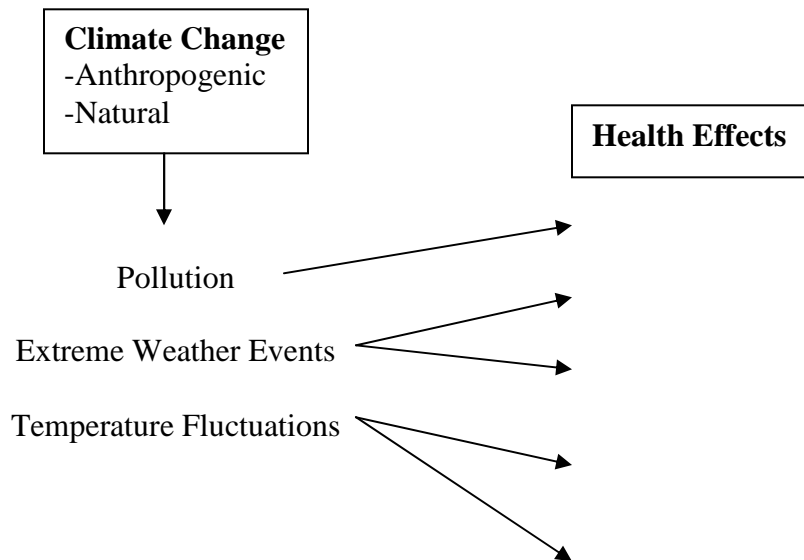 Climate Change
-Anthropogenic
-Natural
Health Effects
Pollution
Extreme Weather Events
Temperature Fluctuations